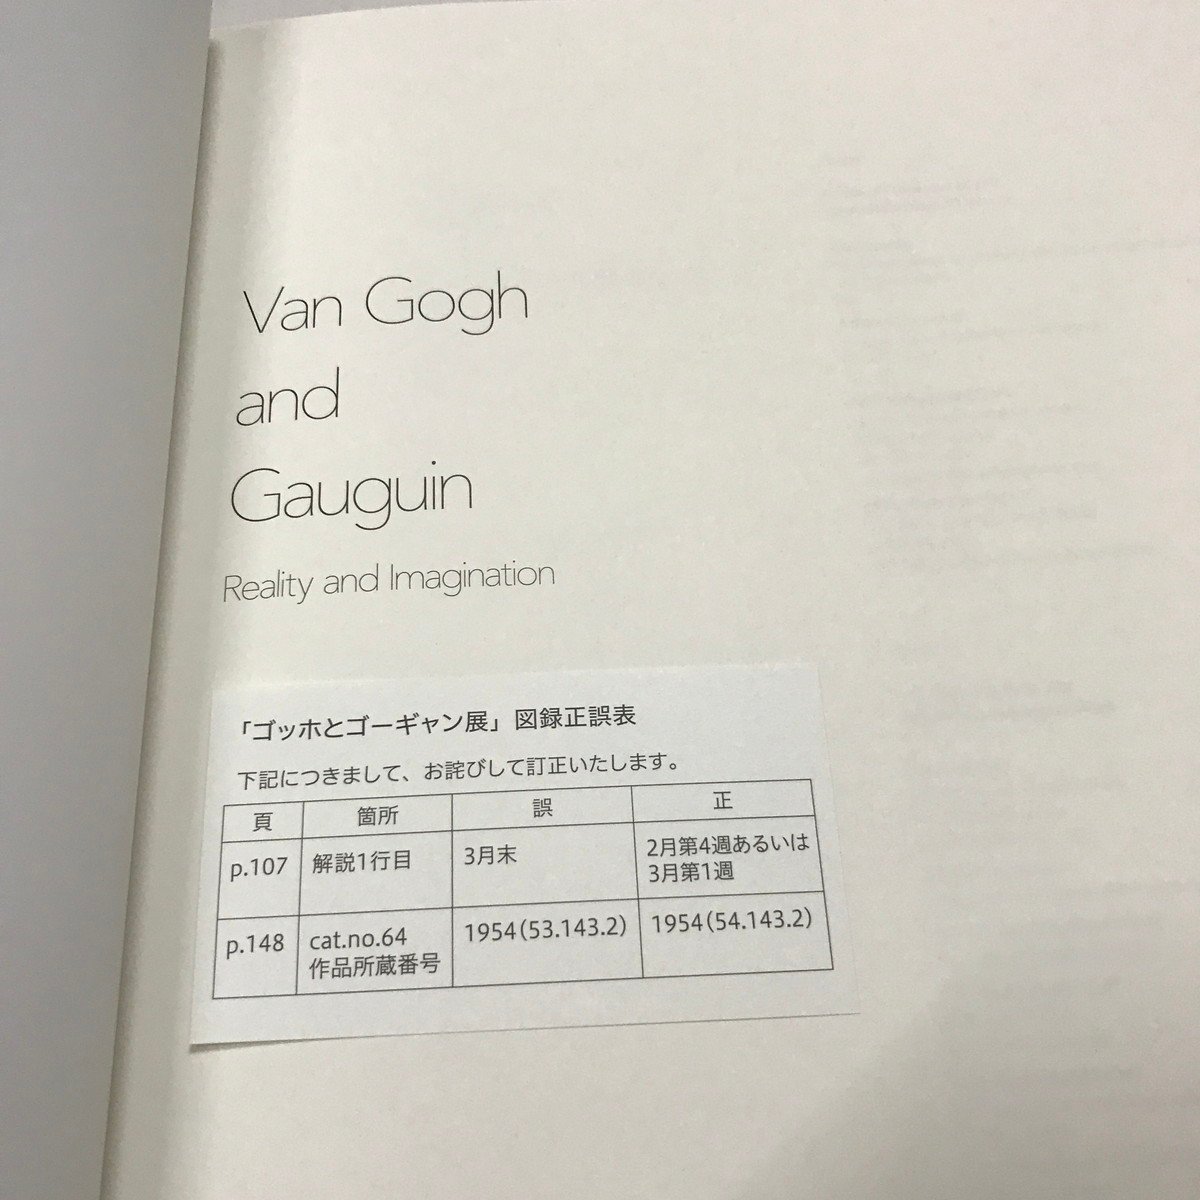 Van Gogh
and
Gauguin
Reality and Imagination
「ゴッホとゴーギャン展」図録正誤表
下記につきまして、お詫びして訂正いたします。
頁 箇所 誤 正
p.107 解説1行目 3月末 2月第4週あるいは
3月第1週
p.148 cat.no.64 1954(53.143.2) 1954(54.143.2)
作品所蔵番号